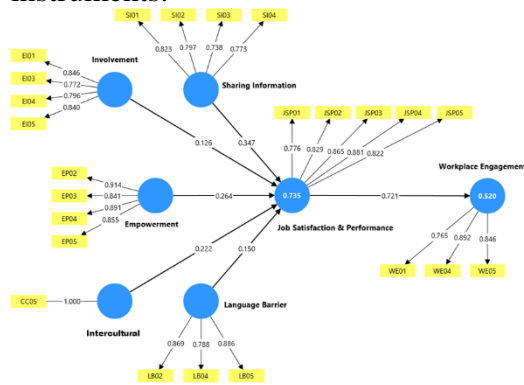 instruments.
SI01
SI02
SI03
SI04
0.823
0.797
0.738
0.773
Involvement
EI01
EI03
EI04
EI05
0.846
0.772
0.796
0.840
Sharing Information
JSP01
JSP02
JSP03
JSP04
JSP05
0.776
0.829
0.865
0.881
0.822
0.126
0.347
Workplace Engagement
EP02
EP03
EP04
EP05
0.914
0.841
0.891
0.855
Empowerment
0.264
0.735
0.721
0.520
Job Satisfaction & Performance
0.222
0.150
0.765
0.892
0.846
WE01
WE04
WE05
CC05
1.000
Intercultural
Language Barrier
0.869
0.788
0.886
LB02
LB04
LB05